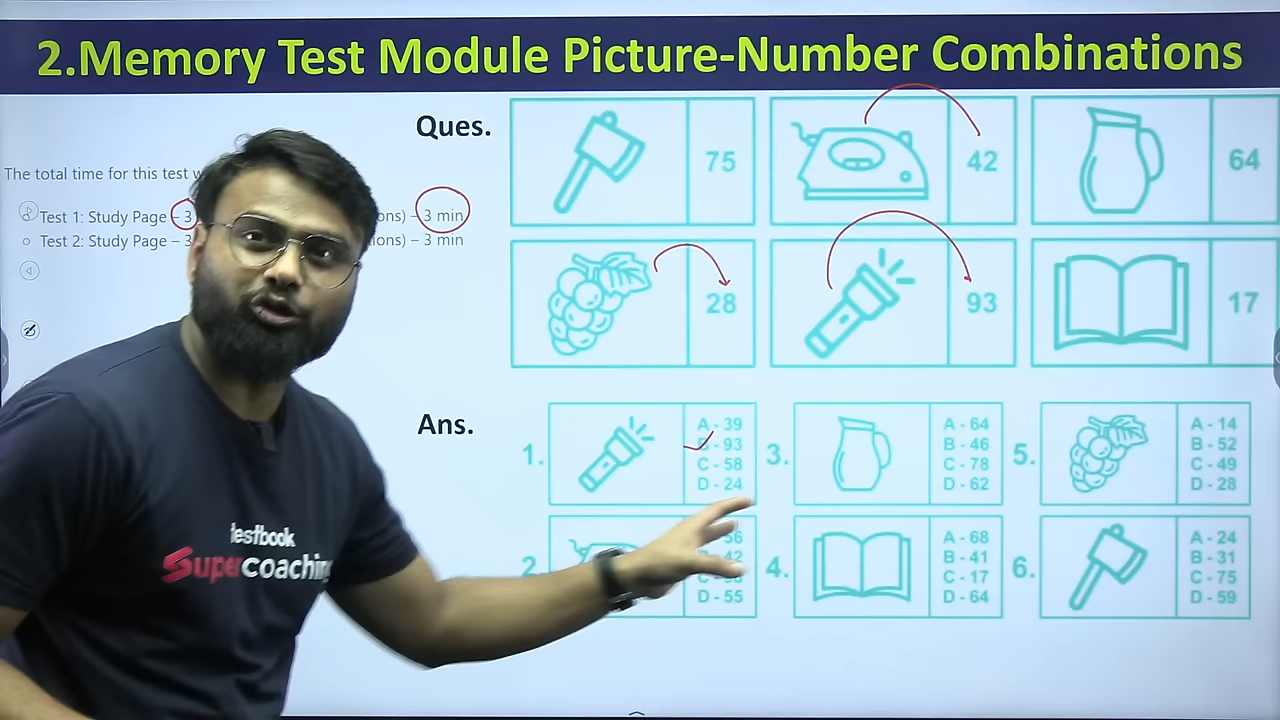 2.Memory Test Module Picture-Number Combinations
Ques.
75
42
64
The total time for this test
Test 1: Study Page – 3
– 3 min
Test 2: Study Page – 3
– 3 min
28
93
17
Ans.
1.
A - 39
B - 93
C - 58
D - 24
3.
A - 64
B - 46
C - 78
D - 62
5.
A - 14
B - 52
C - 49
D - 28
2.
42
D - 55
4.
A - 68
B - 41
C - 17
D - 64
6.
A - 24
B - 31
C - 75
D - 59
testbook
Supercoaching